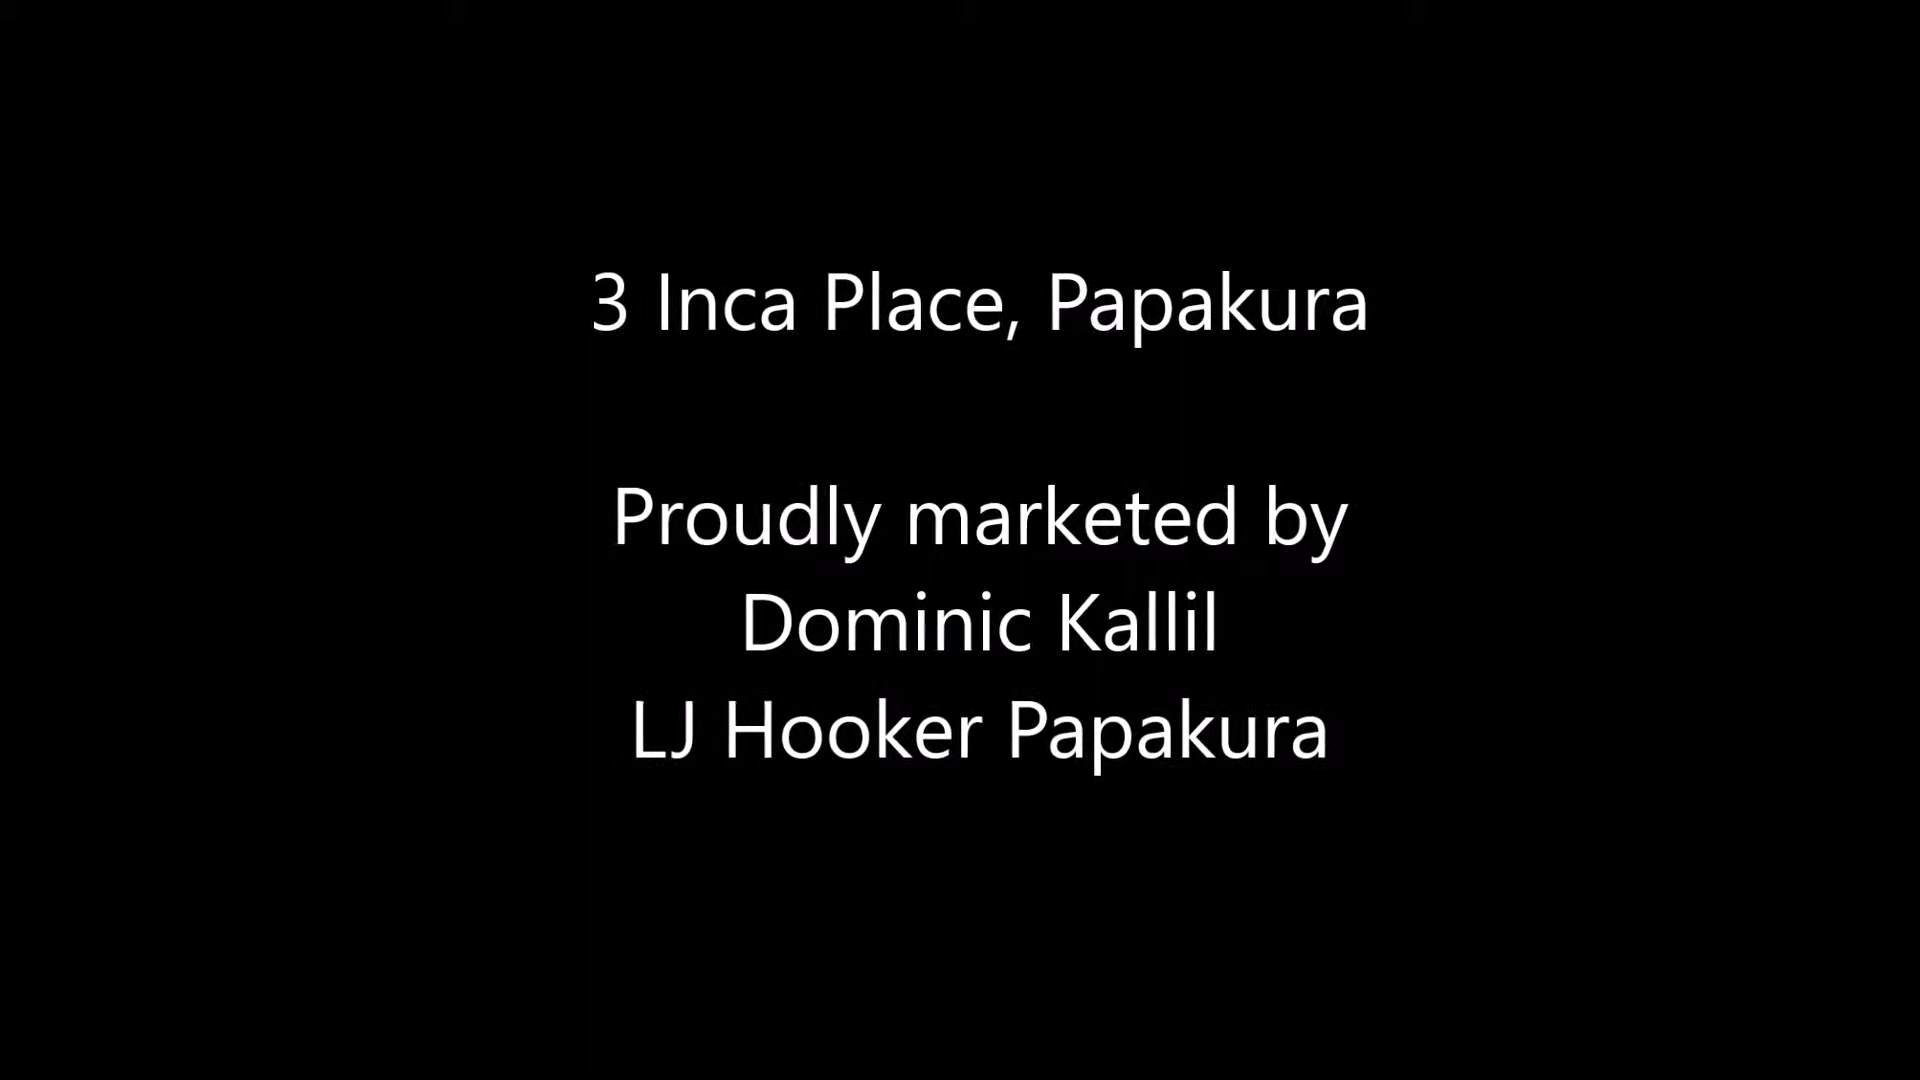 3 Inca Place, Papakura
Proudly marketed by
Dominic Kallil
LJ Hooker Papakura